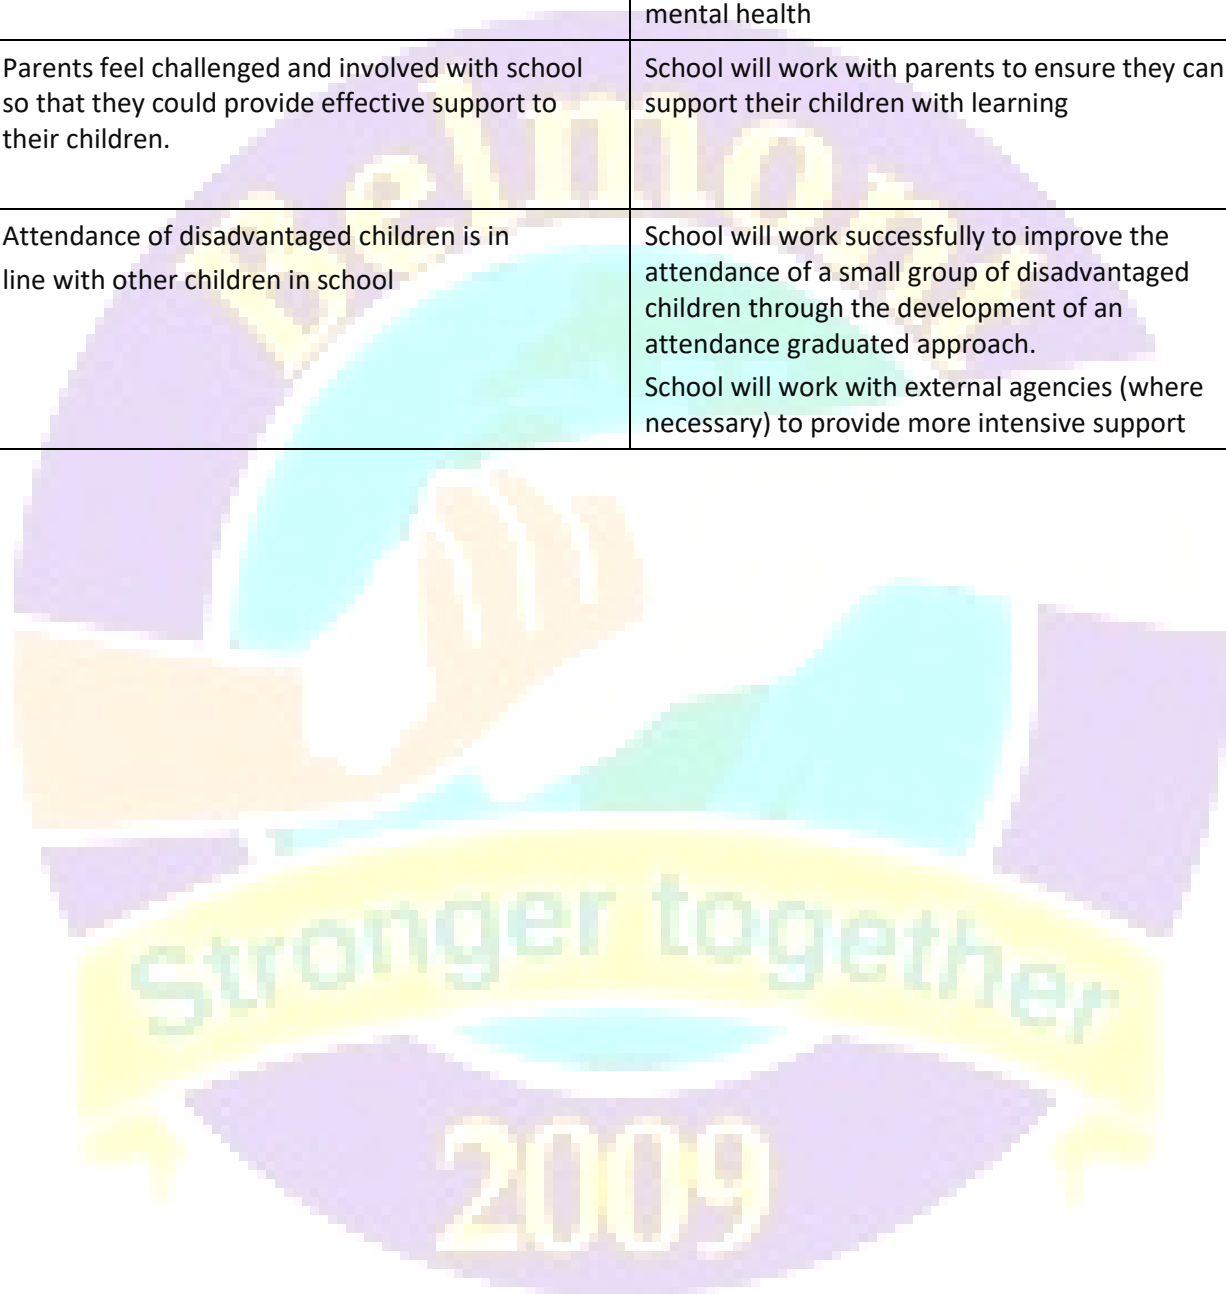 mental health
Parents feel challenged and involved with school
so that they could provide effective support to
their children.
School will work with parents to ensure they can
support their children with learning
Attendance of disadvantaged children is in
line with other children in school
School will work successfully to improve the
attendance of a small group of disadvantaged
children through the development of an
attendance graduated approach.
School will work with external agencies (where
necessary) to provide more intensive support
Belmont
Stronger together
2009